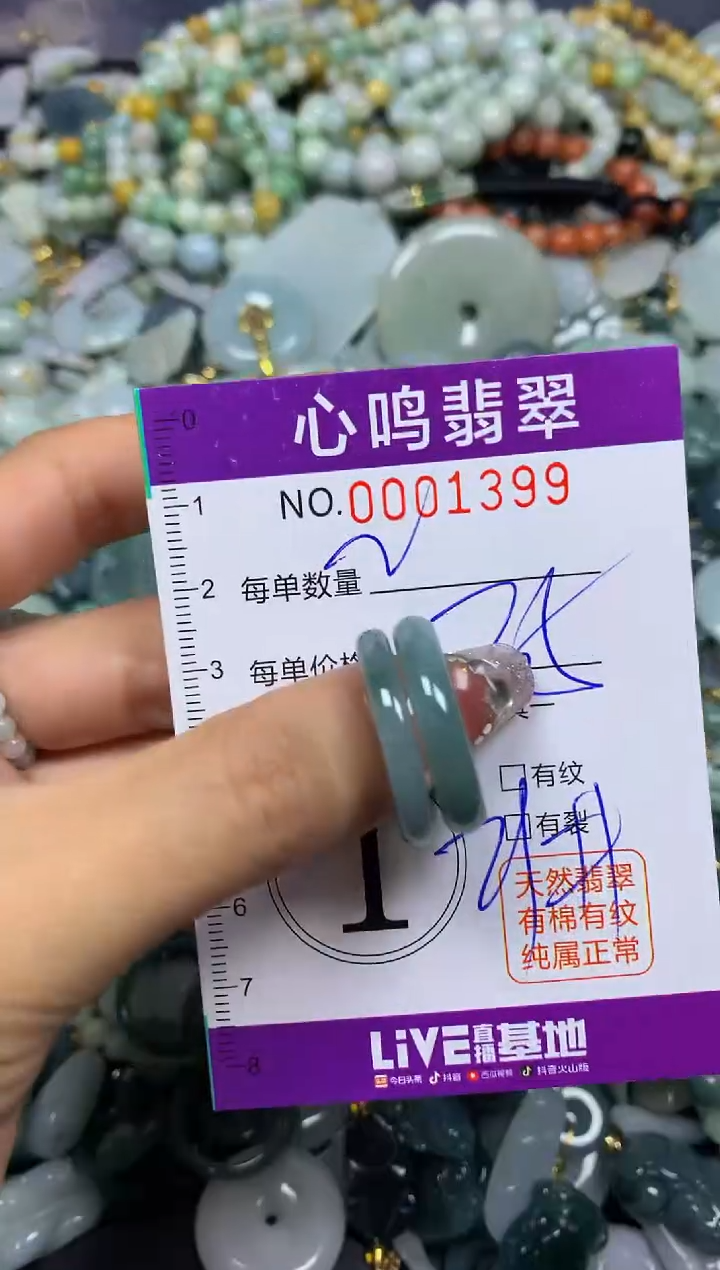 心鸣翡翠
NO.0001399
每单数量 2
每单价格
有纹
有裂
1
天然翡翠
有棉有纹
纯属正常
LiVE直播基地
今日头条 抖音 西瓜视频 抖音火山版
0
1
2
3
6
7
8